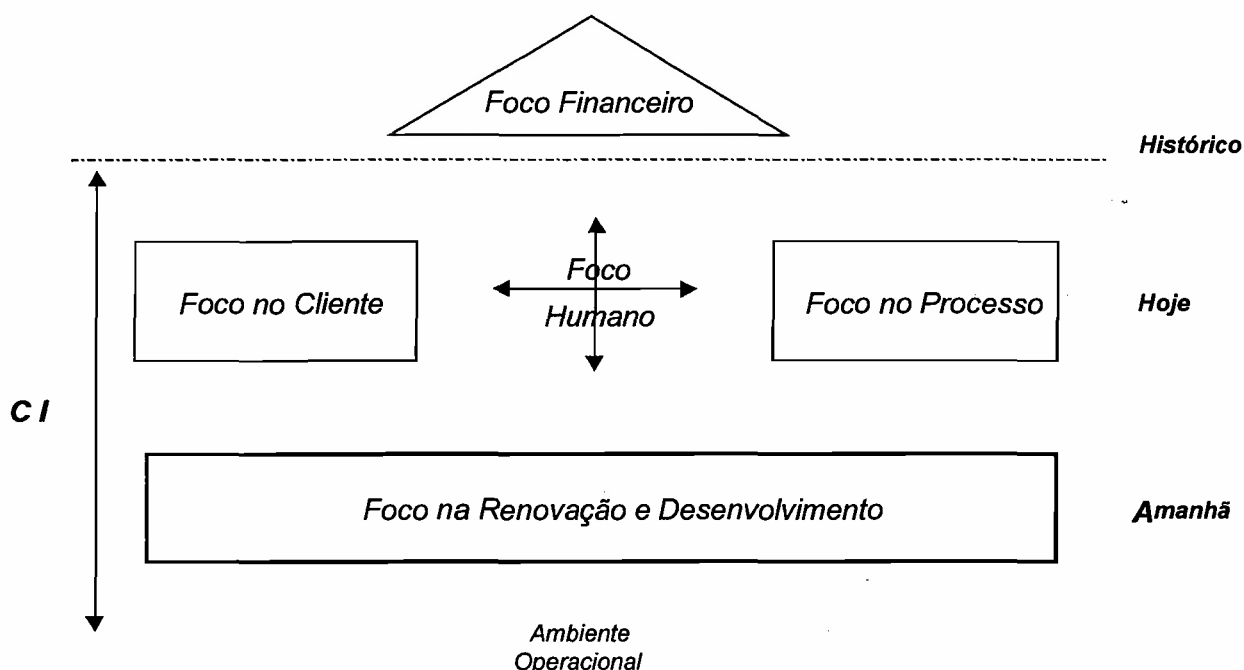 Foco Financeiro
Histórico
Foco no Cliente
Foco
Humano
Foco no Processo
Hoje
C I
Foco na Renovação e Desenvolvimento
Amanhã
Ambiente
Operacional